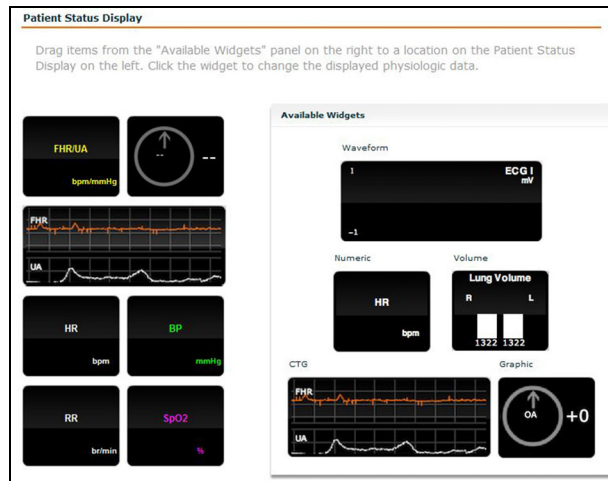 Patient Status Display
Drag items from the "Available Widgets" panel on the right to a location on the Patient Status
Display on the left. Click the widget to change the displayed physiologic data.
FHR/UA
bpm/mmHg
--
--
FHR
UA
HR
bpm
BP
mmHg
RR
br/min
SpO2
%
Available Widgets
Waveform
1
ECG I
mV
-1
Numeric
HR
bpm
Volume
Lung Volume
R L
1322 1322
CTG
FHR
UA
Graphic
OA
+0